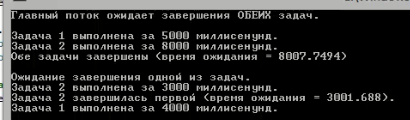 Главный поток ожидает завершения ОБЕИХ задач.
Задача 1 выполнена за 5000 миллисекунд.
Задача 2 выполнена за 8000 миллисекунд.
Обе задачи завершены (время ожидания = 8007.7494)
Ожидание завершения одной из задач.
Задача 2 выполнена за 3000 миллисекунд.
Задача 2 завершилась первой (время ожидания = 3001.688).
Задача 1 выполнена за 4000 миллисекунд.